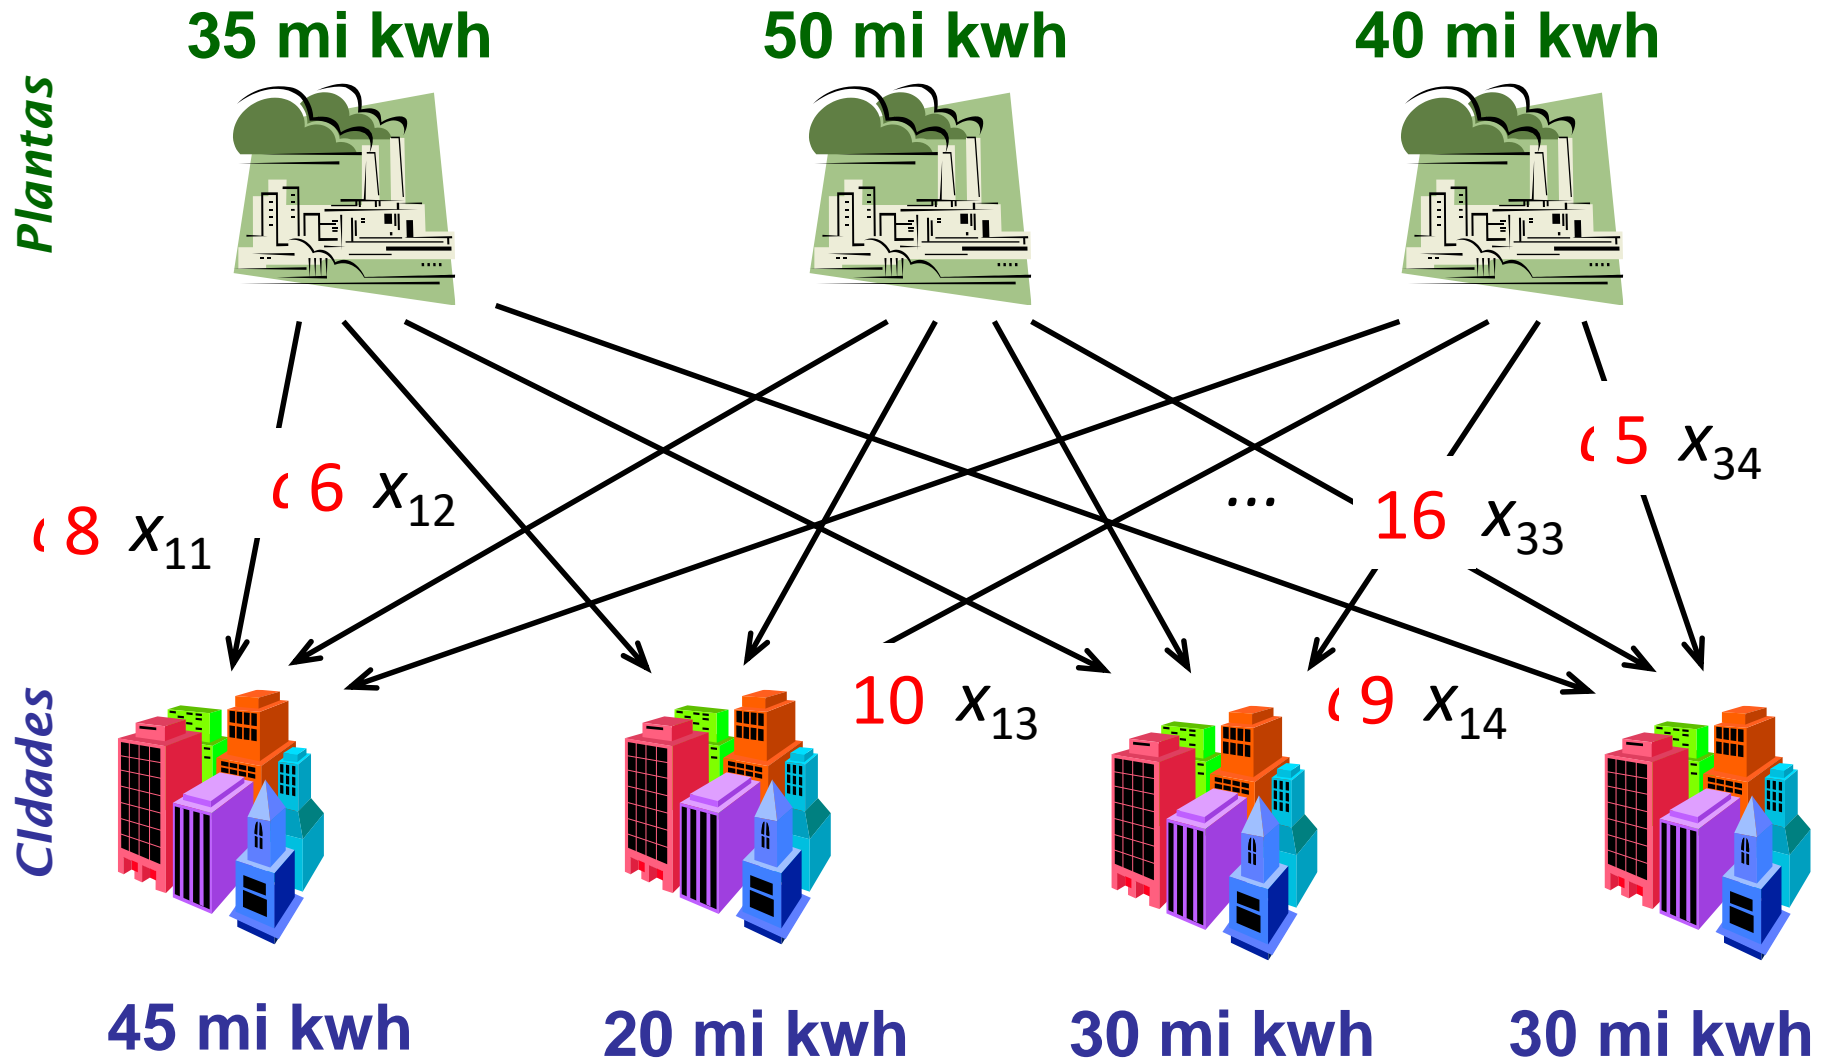 35 mi kwh
50 mi kwh
40 mi kwh
Plantas
5 x34
6 x12
...
16 x33
8 x11
10 x13
9 x14
CIdades
45 mi kwh
20 mi kwh
30 mi kwh
30 mi kwh